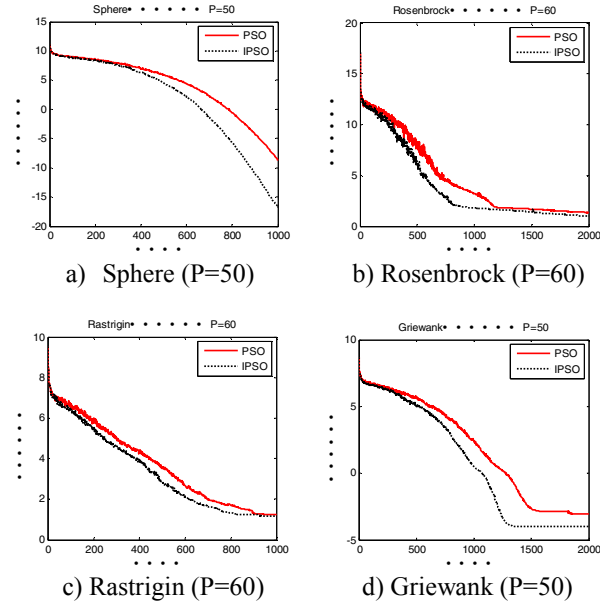 Sphere • • • • • • P=50
15
10
5
0
-5
-10
-15
-20
0 200 400 600 800 1000
PSO
IPSO
• • • • • •
• • • • •
a) Sphere (P=50)
Rosenbrock • • • • • • P=60
20
15
10
5
0
0 500 1000 1500 2000
PSO
IPSO
• • • • • •
• • • • •
b) Rosenbrock (P=60)
Rastrigin • • • • • • P=60
10
8
6
4
2
0
0 200 400 600 800 1000
PSO
IPSO
• • • • • •
• • • • •
c) Rastrigin (P=60)
Griewank • • • • • • P=50
10
5
0
-5
0 500 1000 1500 2000
PSO
IPSO
• • • • • •
• • • • •
d) Griewank (P=50)